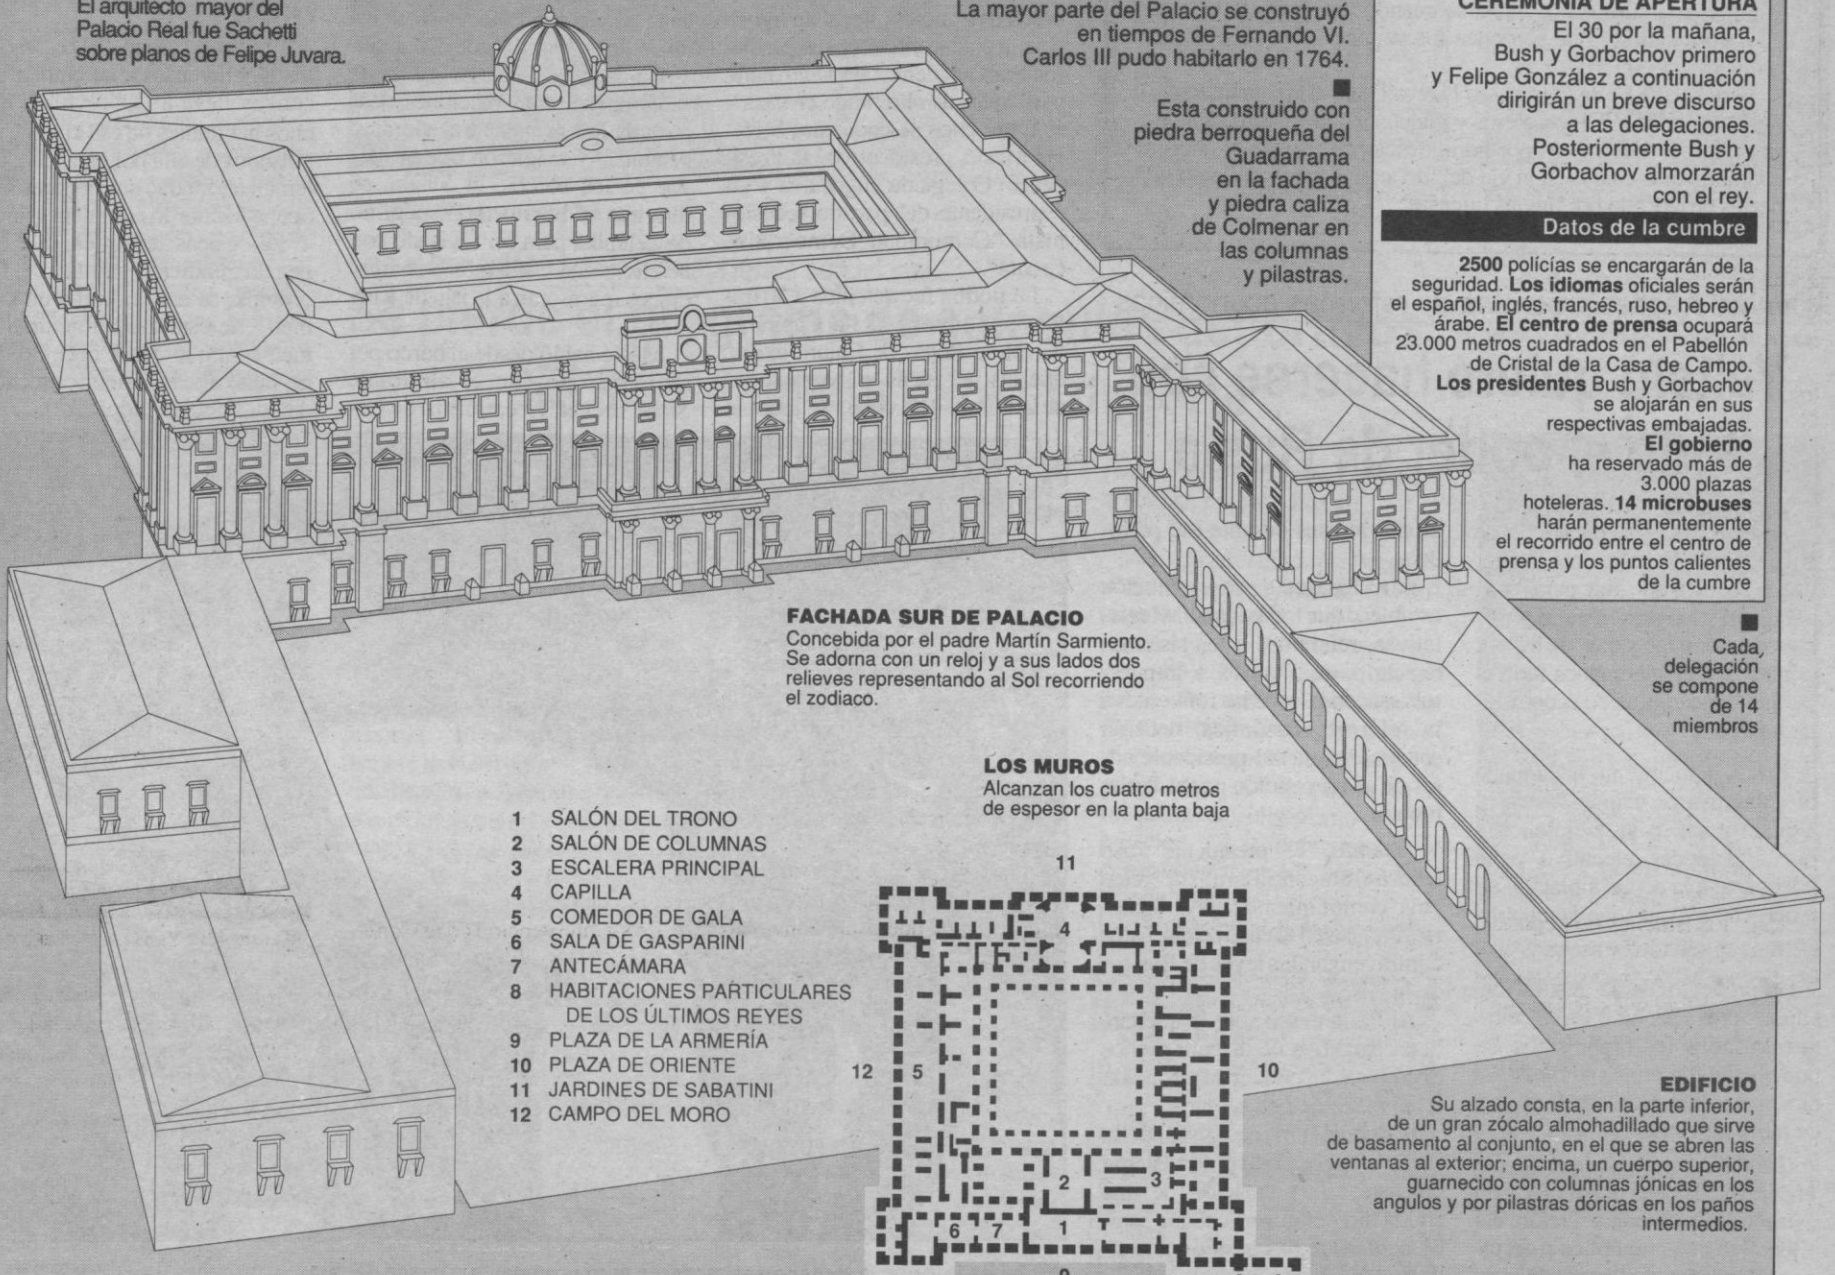 El arquitecto mayor del
Palacio Real fue Sachetti
sobre planos de Felipe Juvara.
La mayor parte del Palacio se construyó
en tiempos de Fernando VI.
Carlos III pudo habitarlo en 1764.
Esta construido con
piedra berroqueña del
Guadarrama
en la fachada
y piedra caliza
de Colmenar en
las columnas
y pilastras.
CEREMONIA DE APERTURA
El 30 por la mañana,
Bush y Gorbachov primero
y Felipe González a continuación
dirigirán un breve discurso
a las delegaciones.
Posteriormente Bush y
Gorbachov almorzarán
con el rey.
Datos de la cumbre
2500 policías se encargarán de la
seguridad. Los idiomas oficiales serán
el español, inglés, francés, ruso, hebreo y
árabe. El centro de prensa ocupará
23.000 metros cuadrados en el Pabellón
de Cristal de la Casa de Campo.
Los presidentes Bush y Gorbachov
se alojarán en sus
respectivas embajadas.
El gobierno
ha reservado más de
3.000 plazas
hoteleras. 14 microbuses
harán permanentemente
el recorrido entre el centro de
prensa y los puntos calientes
de la cumbre
Cada
delegación
se compone
de 14
miembros
FACHADA SUR DE PALACIO
Concebida por el padre Martín Sarmiento.
Se adorna con un reloj y a sus lados dos
relieves representando al Sol recorriendo
el zodiaco.
LOS MUROS
Alcanzan los cuatro metros
de espesor en la planta baja
1 SALÓN DEL TRONO
2 SALÓN DE COLUMNAS
3 ESCALERA PRINCIPAL
4 CAPILLA
5 COMEDOR DE GALA
6 SALA DE GASPARINI
7 ANTECÁMARA
8 HABITACIONES PARTICULARES
DE LOS ÚLTIMOS REYES
9 PLAZA DE LA ARMERÍA
10 PLAZA DE ORIENTE
11 JARDINES DE SABATINI
12 CAMPO DEL MORO
11
4
12
5
10
2
3
6
7
1
9
EDIFICIO
Su alzado consta, en la parte inferior,
de un gran zócalo almohadillado que sirve
de basamento al conjunto, en el que se abren las
ventanas al exterior; encima, un cuerpo superior,
guarnecido con columnas jónicas en los
angulos y por pilastras dóricas en los paños
intermedios.